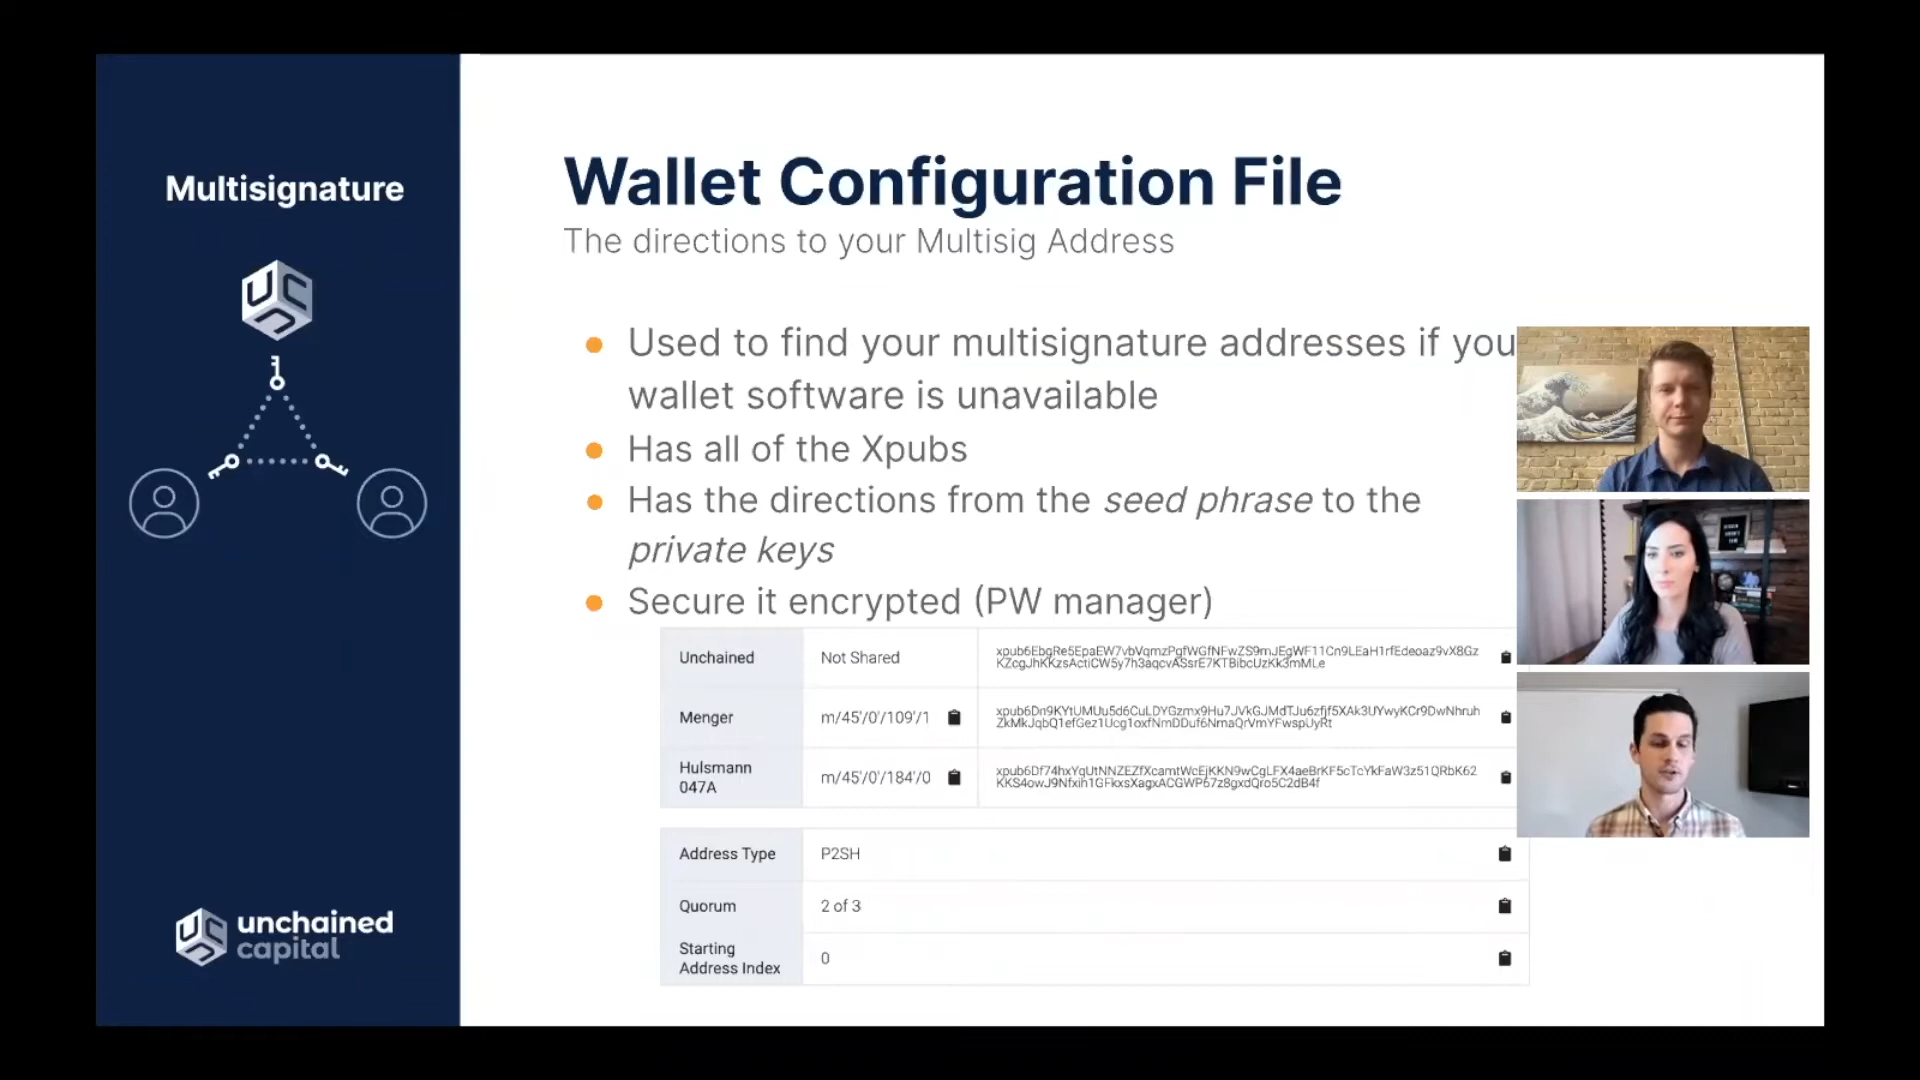 Multisignature
unchained
capital
Wallet Configuration File
The directions to your Multisig Address
Used to find your multisignature addresses if you
wallet software is unavailable
Has all of the Xpubs
Has the directions from the seed phrase to the
private keys
Secure it encrypted (PW manager)
Unchained Not Shared
Menger m/45'/0'/109'/1
Hulsmann
047A m/45'/0'/184'/0
Address Type P2SH
Quorum 2 of 3
Starting
Address Index 0